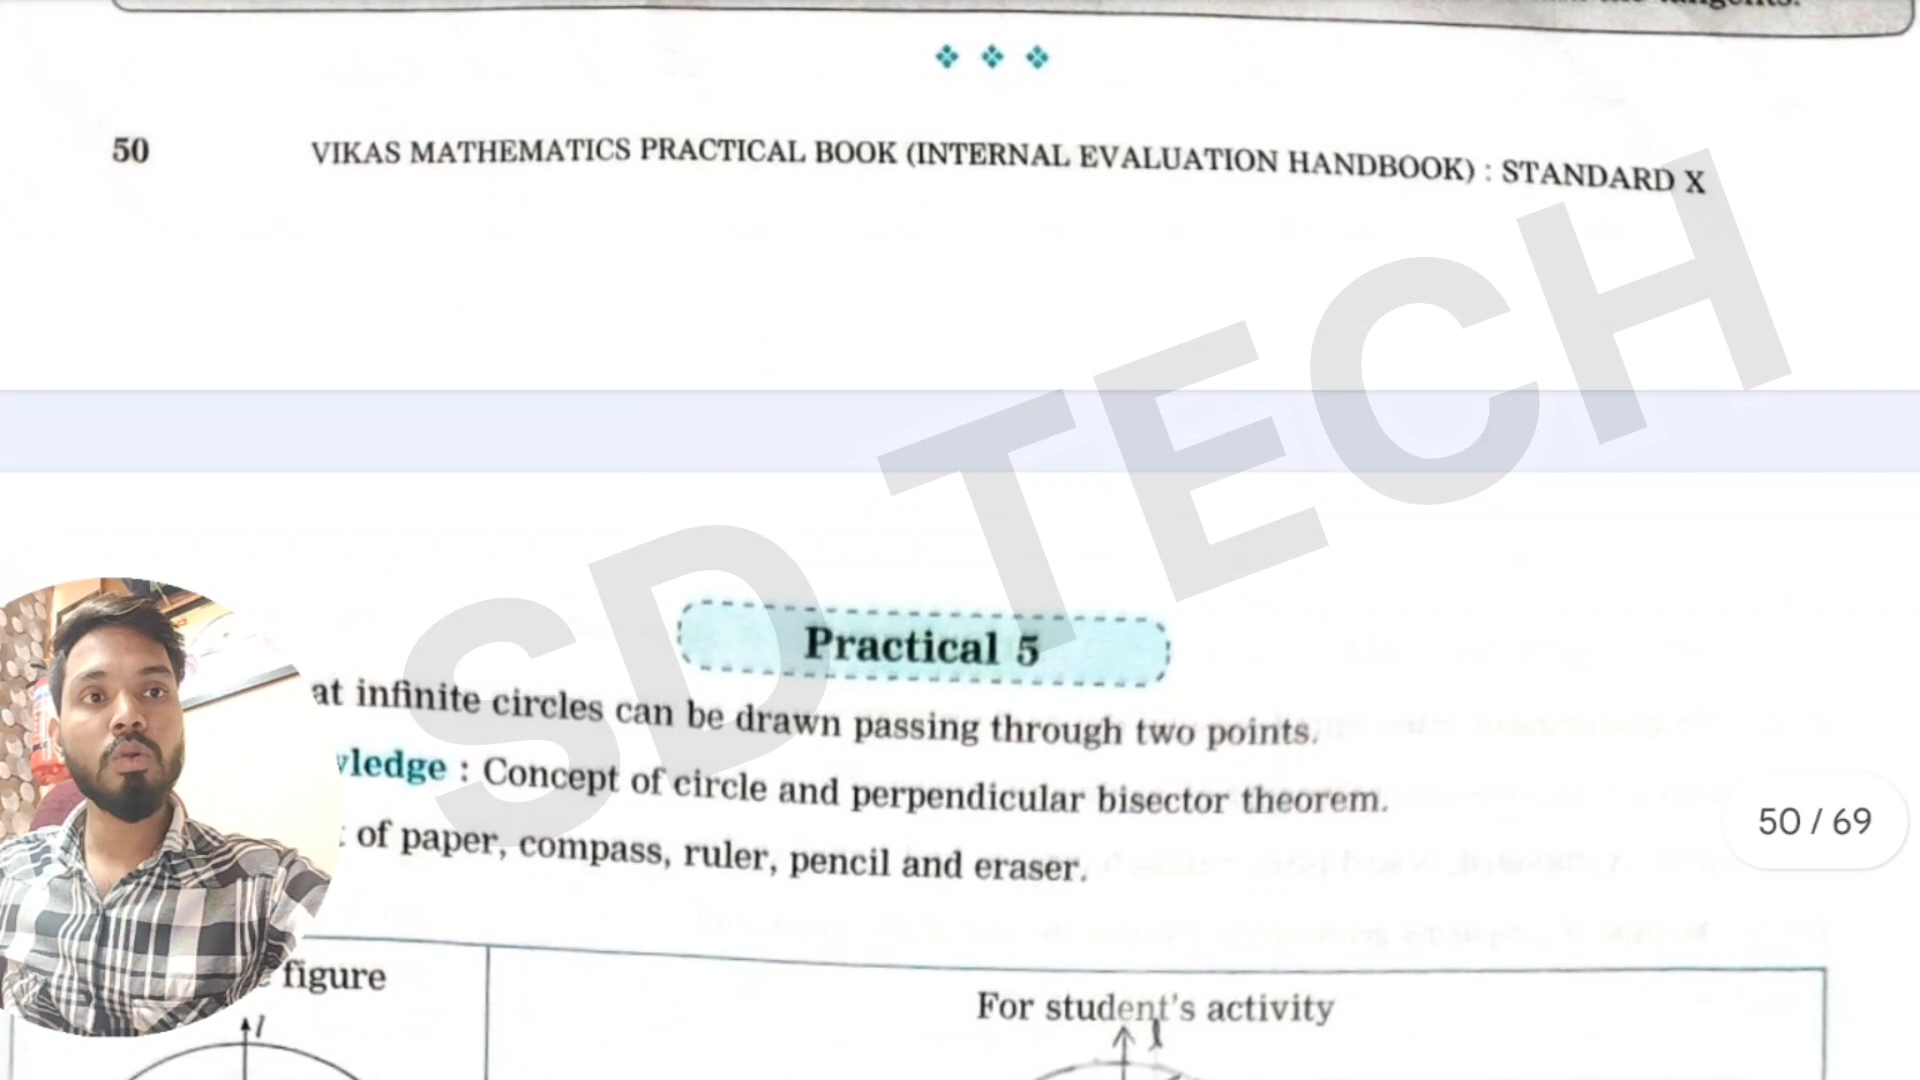 tangents.
50 VIKAS MATHEMATICS PRACTICAL BOOK (INTERNAL EVALUATION HANDBOOK) : STANDARD X
SD TECH
Practical 5
at infinite circles can be drawn passing through two points.
wledge : Concept of circle and perpendicular bisector theorem.
: of paper, compass, ruler, pencil and eraser.
50 / 69
figure
For student's activity
l
l